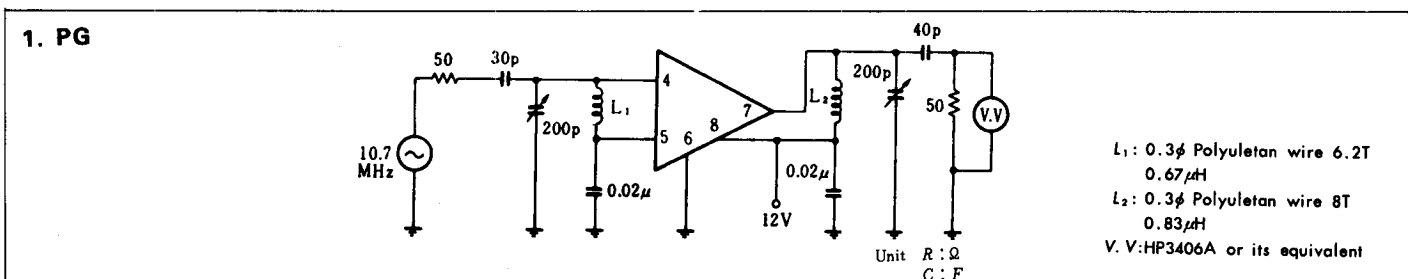 1. PG
50
30p
200p
L₁
10.7
MHz
0.02μ
4
5
6
7
8
12V
L₂
0.02μ
200p
40p
50
V.V
Unit R : Ω
C : F
L₁: 0.3φ Polyuletan wire 6.2T
0.67μH
L₂: 0.3φ Polyuletan wire 8T
0.83μH
V. V:HP3406A or its equivalent